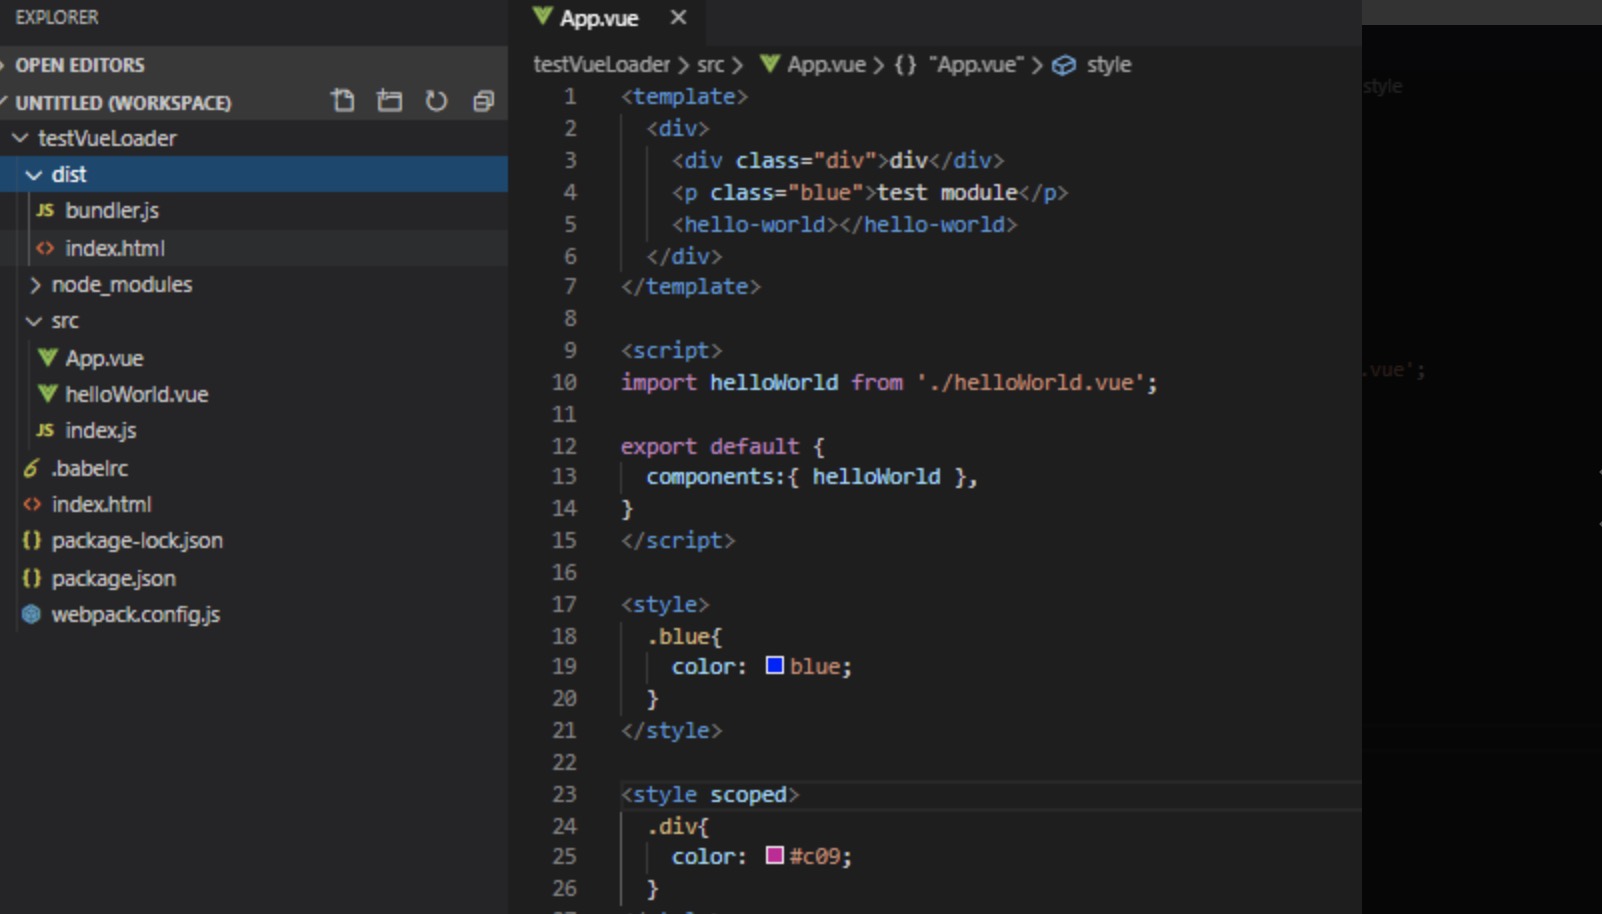 EXPLORER
OPEN EDITORS
UNTITLED (WORKSPACE)
testVueLoader
dist
JS bundler.js
<> index.html
node_modules
src
App.vue
helloWorld.vue
JS index.js
.babelrc
<> index.html
{} package-lock.json
{} package.json
webpack.config.js
App.vue ×
testVueLoader > src > App.vue > {} "App.vue" > style
1 <template>
2 <div>
3 <div class="div">div</div>
4 <p class="blue">test module</p>
5 <hello-world></hello-world>
6 </div>
7 </template>
8
9 <script>
10 import helloWorld from './helloWorld.vue';
11
12 export default {
13 components:{ helloWorld },
14 }
15 </script>
16
17 <style>
18 .blue{
19 color: blue;
20 }
21 </style>
22
23 <style scoped>
24 .div{
25 color: #c09;
26 }
style
.vue';